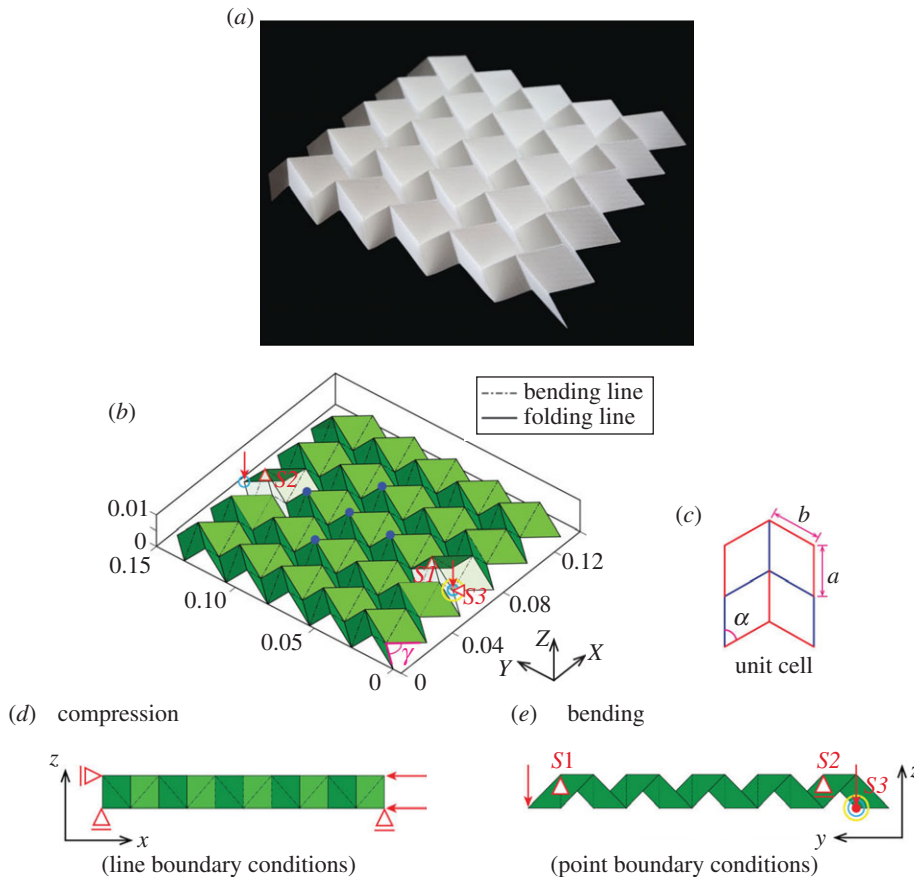 (a)
(b)
bending line
folding line
S2
0.01
0
0.15
0.10
0.05
0
0
0.04
0.08
0.12
S1
S3
γ
Z
Y
X
(c)
b
a
α
unit cell
(d) compression
z
x
(line boundary conditions)
(e) bending
S1
S2
S3
z
y
(point boundary conditions)